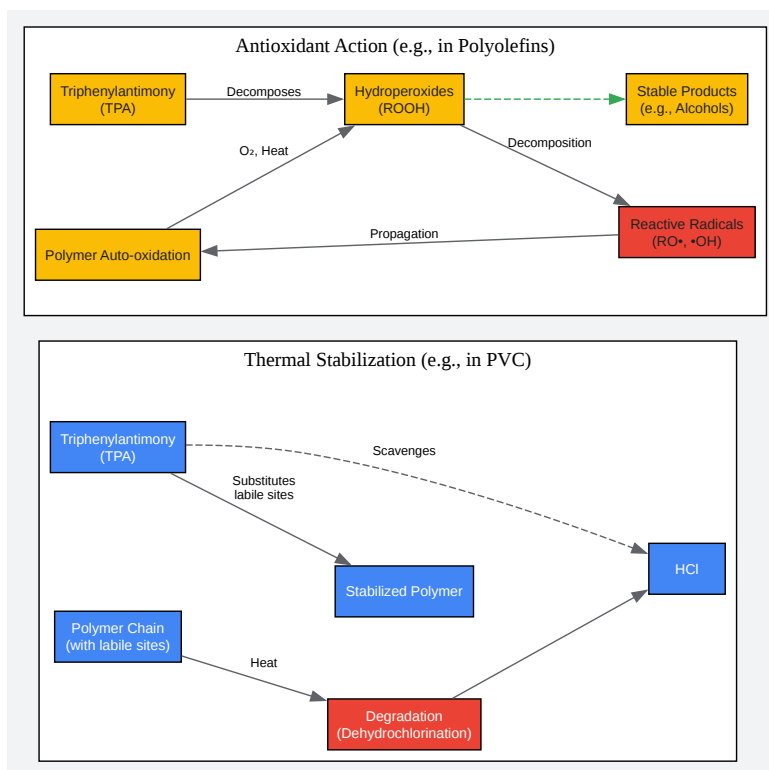 Antioxidant Action (e.g., in Polyolefins)
Triphenylantimony
(TPA)
Decomposes
Hydroperoxides
(ROOH)
Stable Products
(e.g., Alcohols)
O₂, Heat
Decomposition
Propagation
Reactive Radicals
(RO•, •OH)
Polymer Auto-oxidation
Thermal Stabilization (e.g., in PVC)
Triphenylantimony
(TPA)
Scavenges
Substitutes
labile sites
HCl
Stabilized Polymer
Polymer Chain
(with labile sites)
Heat
Degradation
(Dehydrochlorination)